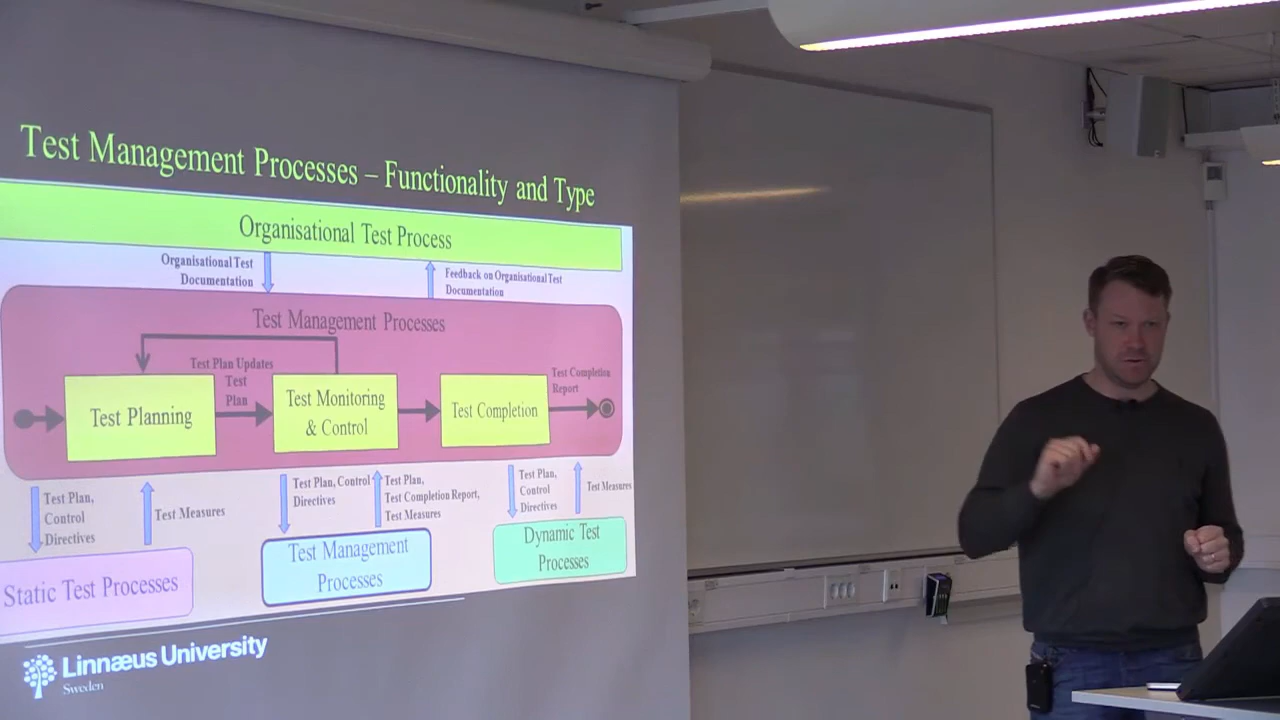 Test Management Processes – Functionality and Type
Organisational Test Process
Organisational Test
Documentation
Feedback on Organisational Test
Documentation
Test Management Processes
Test Plan Updates
Test
Plan
Test Planning
Test Monitoring
& Control
Test Completion
Test Completion
Report
Test Plan,
Control
Directives
Test Measures
Test Plan, Control
Directives
Test Plan,
Test Completion Report,
Test Measures
Test Plan,
Control
Directives
Test Measures
Static Test Processes
Test Management
Processes
Dynamic Test
Processes
Linnæus University
Sweden